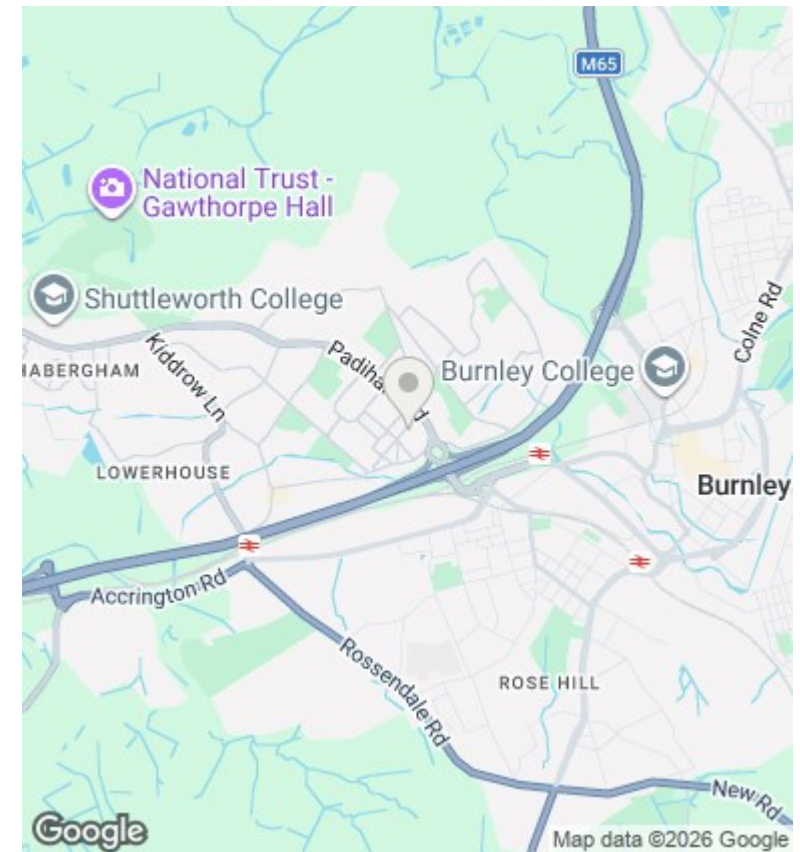 M65
National Trust -
Gawthorpe Hall
Shuttleworth College
Colne Rd
HABERGHAM
Kiddrow Ln
Burnley College
LOWERHOUSE
Burnley
Accrington Rd
Rossendale Rd
ROSE HILL
New Rd
Google
Map data ©2026 Google